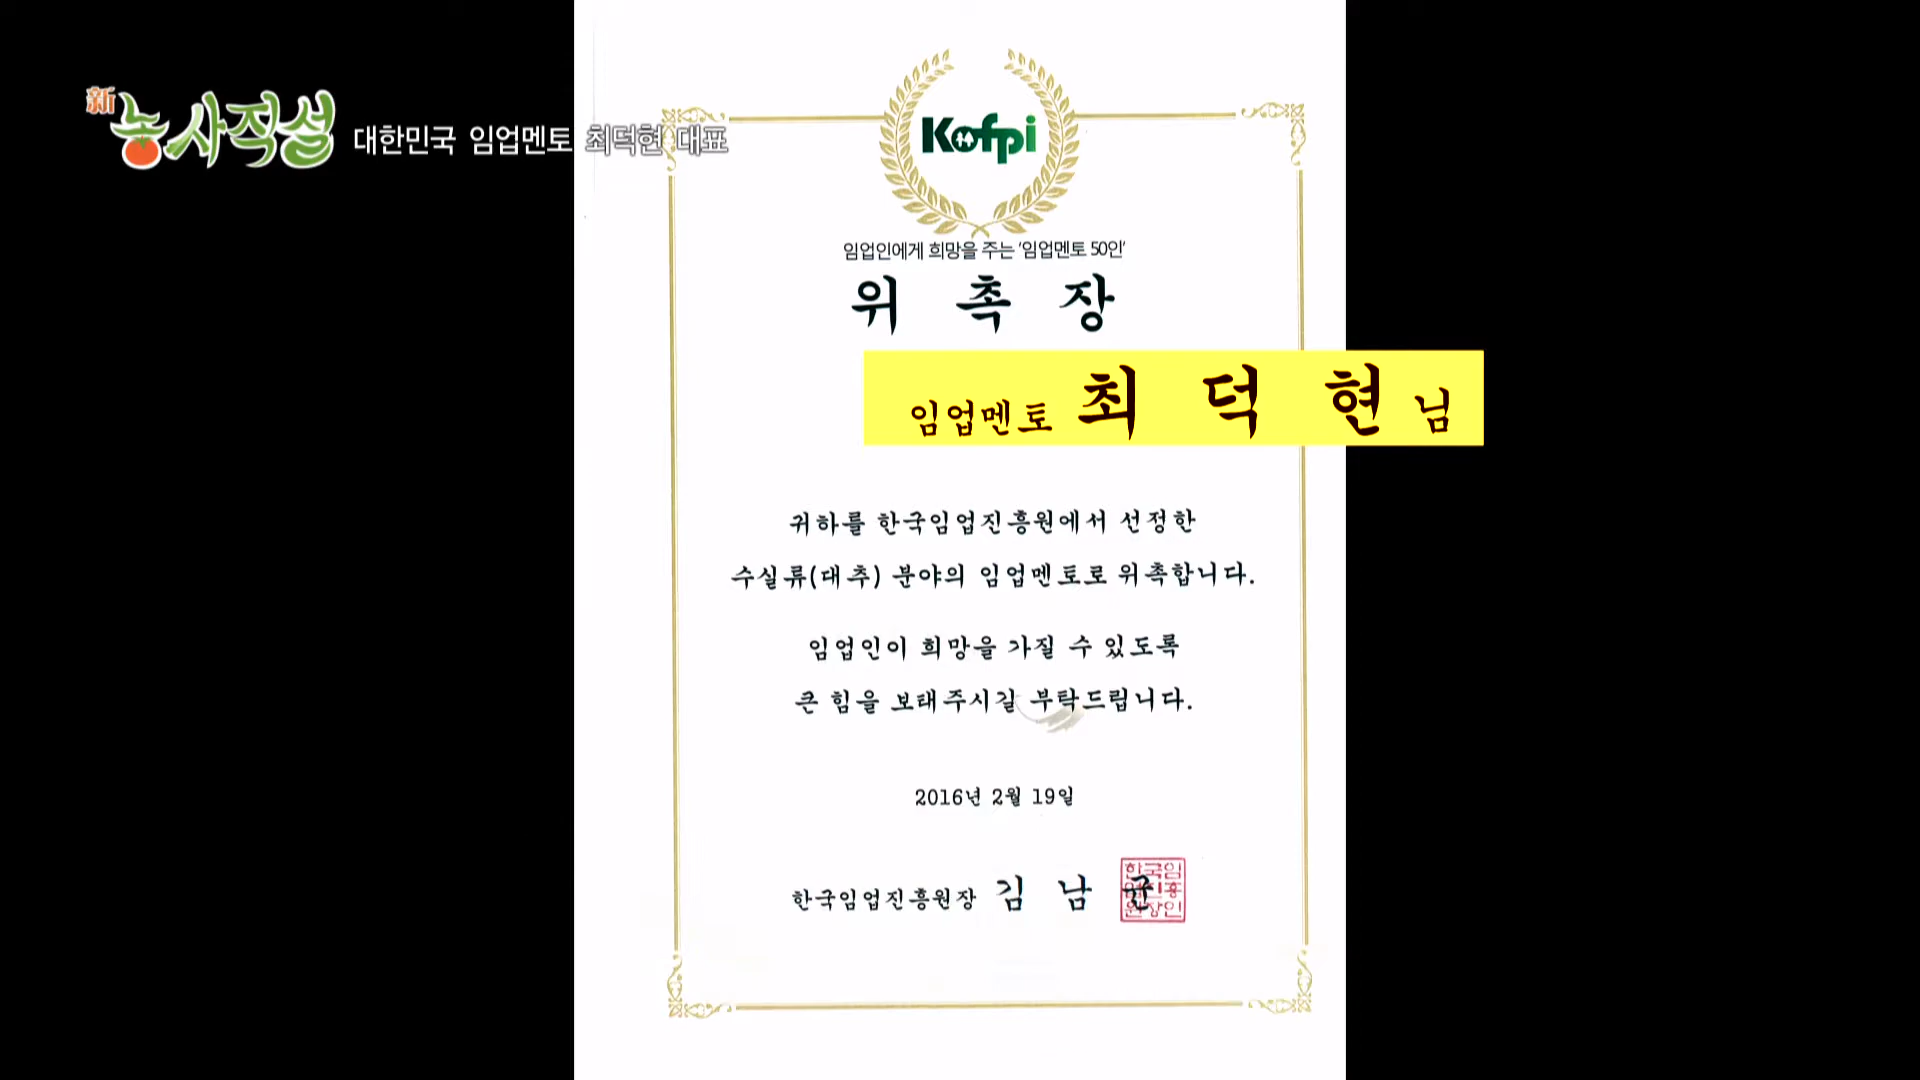 新농사직설 대한민국 임업멘토 최덕현 대표
Kofpi
임업인에게 희망을 주는 '임업멘토 50인'
위 촉 장
임업멘토 최 덕 현 님
귀하를 한국임업진흥원에서 선정한
수실류(대추) 분야의 임업멘토로 위촉합니다.
임업인이 희망을 가질 수 있도록
큰 힘을 보태주시길 부탁드립니다.
2016년 2월 19일
한국임업진흥원장 김 남 균